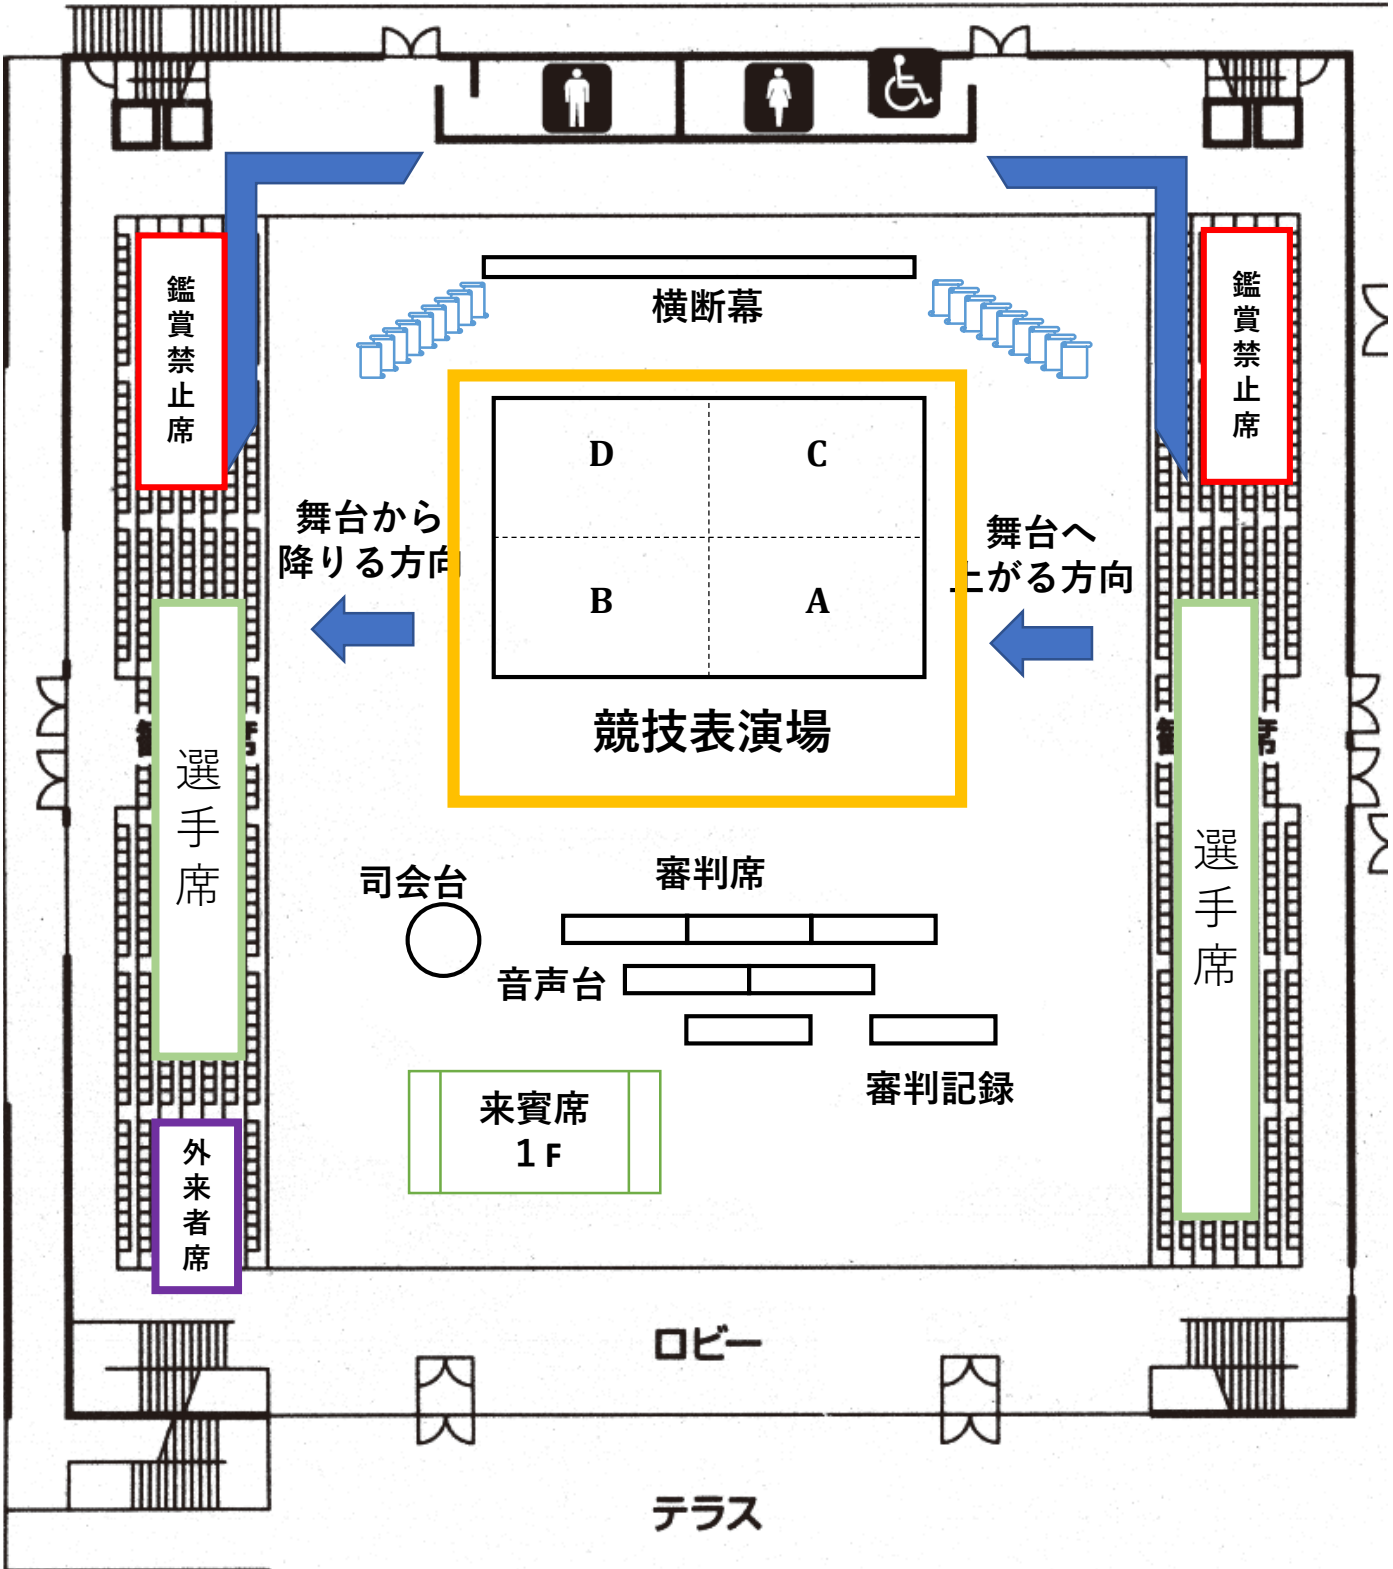 横断幕
鑑賞禁止席
鑑賞禁止席
D
C
舞台から
降りる方向
舞台へ
上がる方向
B
A
競技表演場
席
席
選手席
選手席
司会台
審判席
音声台
審判記録
来賓席
１F
外来者席
ロビー
テラス